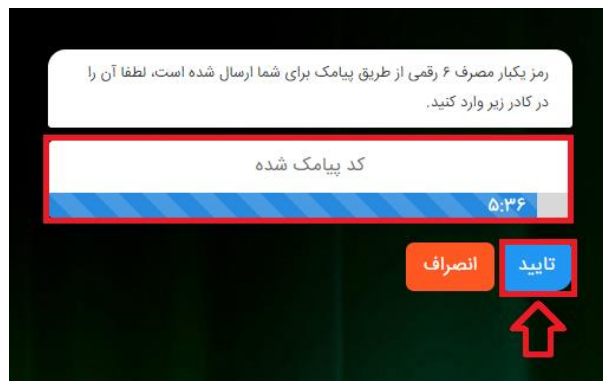 رمز یکبار مصرف ۶ رقمی از طریق پیامک برای شما ارسال شده است، لطفا آن را
در کادر زیر وارد کنید.
کد پیامک شده
۵:۳۶
تایید انصراف